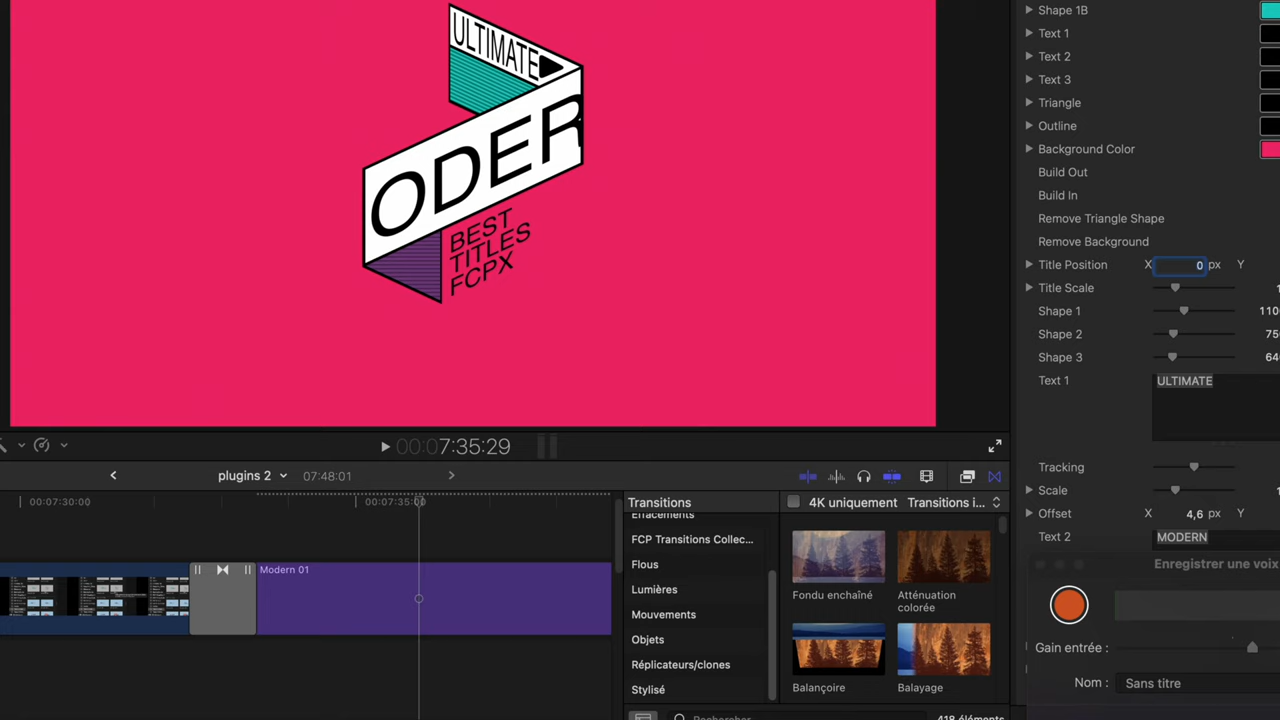 ULTIMATE
ODER
BEST
TITLES
FCPX
Shape 1B
Text 1
Text 2
Text 3
Triangle
Outline
Background Color
Build Out
Build In
Remove Triangle Shape
Remove Background
Title Position X 0 px Y
Title Scale
Shape 1 1100
Shape 2 750
Shape 3 640
Text 1 ULTIMATE
Tracking
Scale
Offset X 4,6 px Y
Text 2 MODERN
00:07:35:29
plugins 2
07:48:01
00:07:30:00
00:07:35:00
Modern 01
Transitions
4K uniquement
Transitions i...
Effacements
FCP Transitions Collec...
Flous
Lumières
Mouvements
Objets
Réplicateurs/clones
Stylisé
Fondu enchaîné
Atténuation
colorée
Balançoire
Balayage
Rechercher
418 éléments
Enregistrer une voix
Gain entrée :
Nom : Sans titre